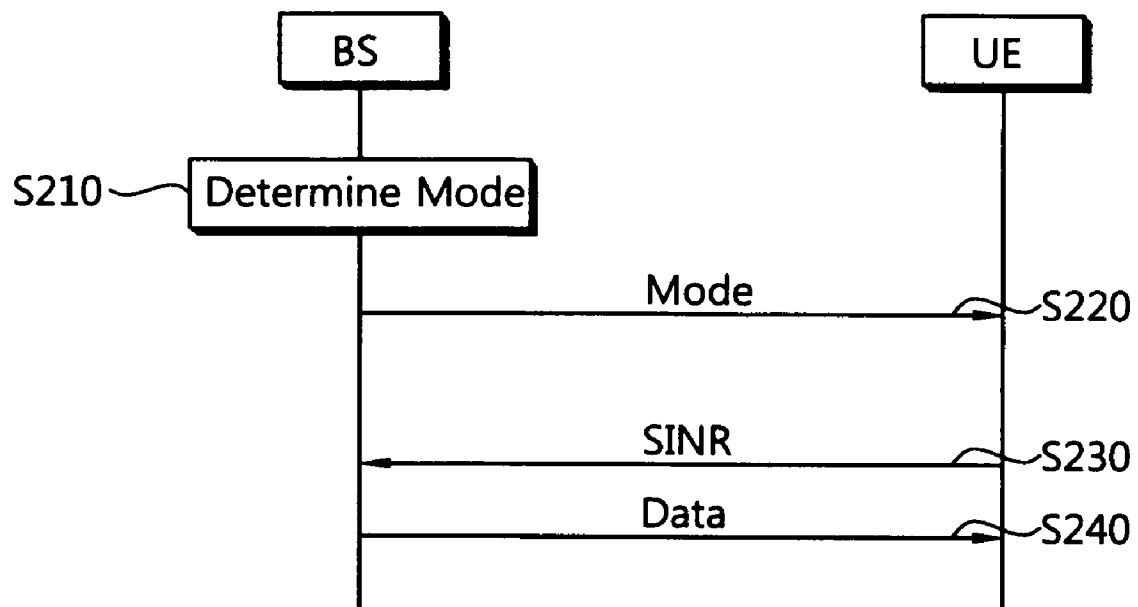 BS UE
S210 Determine Mode
Mode S220
SINR S230
Data S240